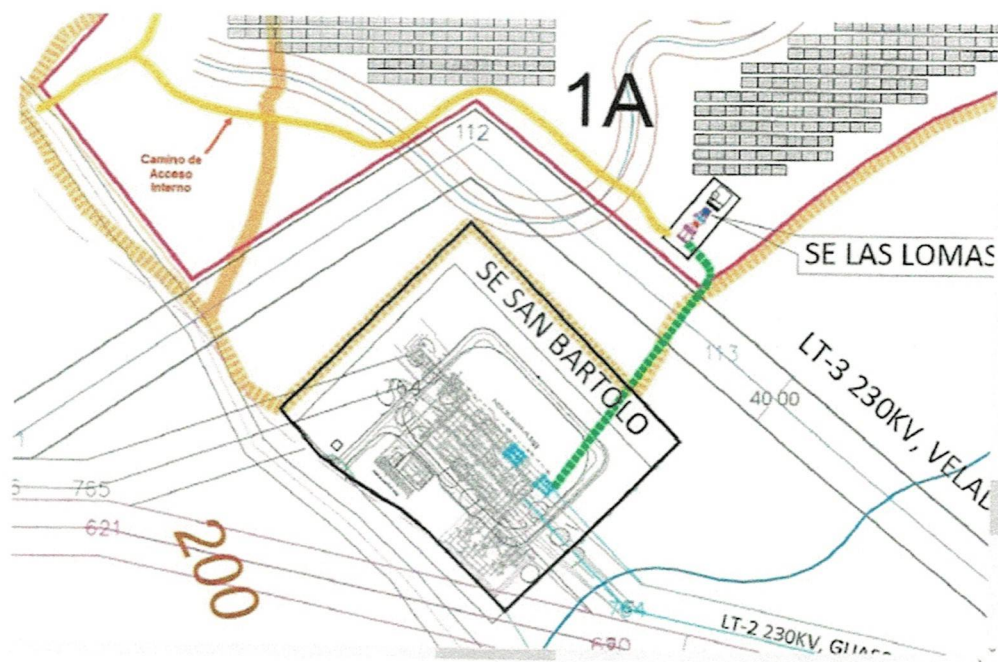 1A
112
Camino de
Acceso
Interno
SE LAS LOMAS
SE SAN BARTOLO
113
LT-3 230KV, VELAD
40.00
764
765
621
200
764
LT-2 230KV, GUAS
690